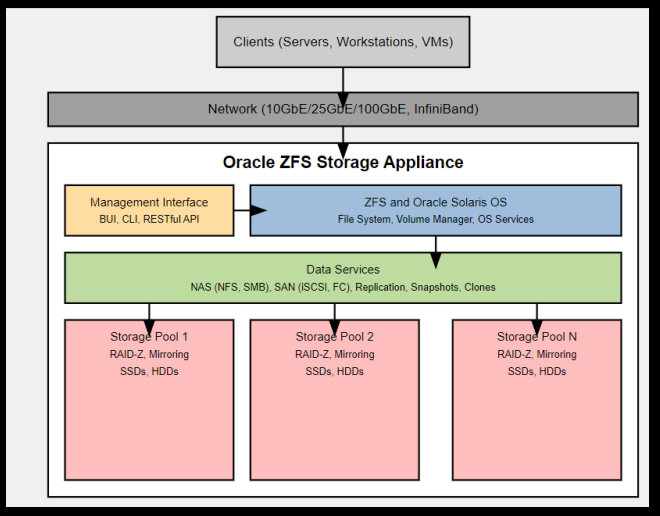 Clients (Servers, Workstations, VMs)
Network (10GbE/25GbE/100GbE, InfiniBand)
Oracle ZFS Storage Appliance
Management Interface
BUI, CLI, RESTful API
ZFS and Oracle Solaris OS
File System, Volume Manager, OS Services
Data Services
NAS (NFS, SMB), SAN (iSCSI, FC), Replication, Snapshots, Clones
Storage Pool 1
RAID-Z, Mirroring
SSDs, HDDs
Storage Pool 2
RAID-Z, Mirroring
SSDs, HDDs
Storage Pool N
RAID-Z, Mirroring
SSDs, HDDs